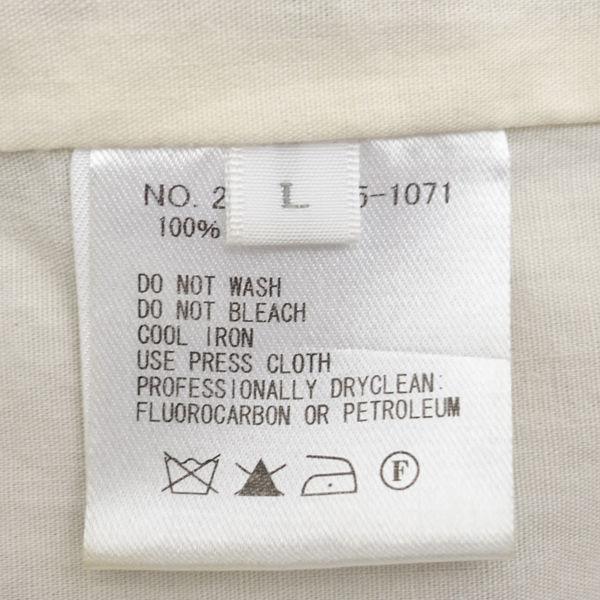 NO. 2 5-1071
L
100%
DO NOT WASH
DO NOT BLEACH
COOL IRON
USE PRESS CLOTH
PROFESSIONALLY DRYCLEAN:
FLUOROCARBON OR PETROLEUM
F